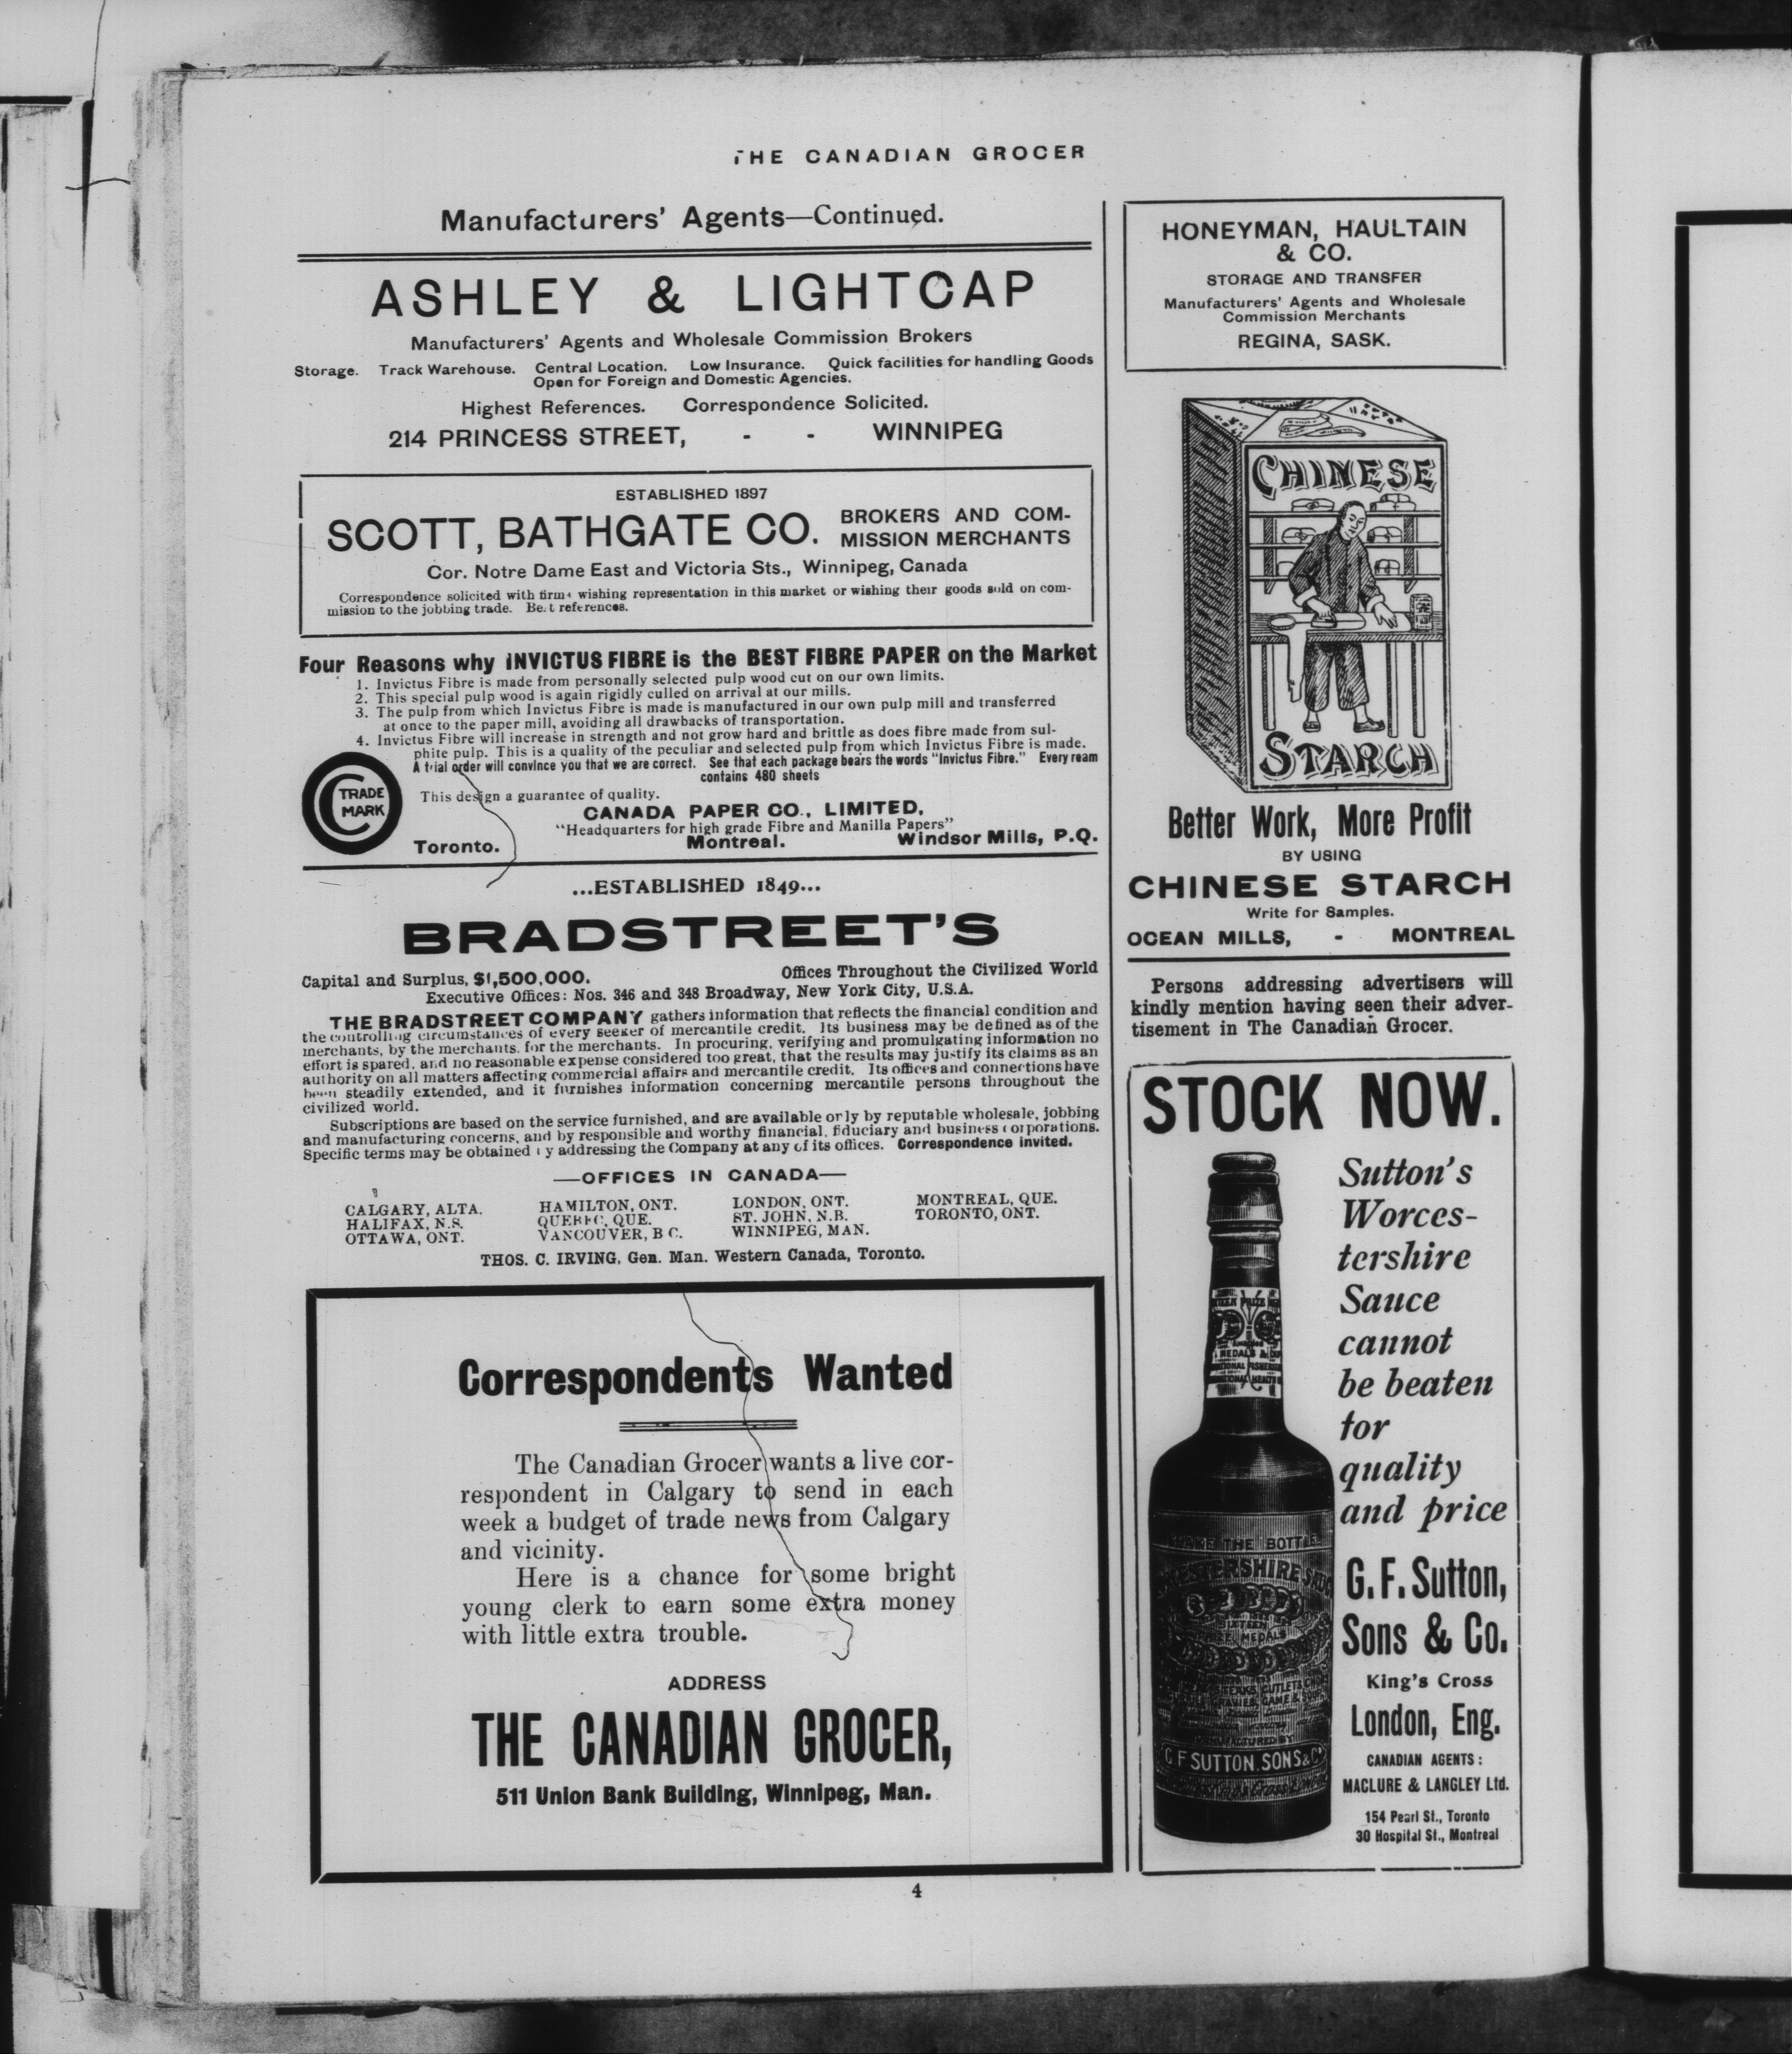 THE CANADIAN GROCER
Manufacturers' Agents—Continued.
ASHLEY & LIGHTCAP
Manufacturers' Agents and Wholesale Commission Brokers
Storage. Track Warehouse. Central Location. Low Insurance. Quick facilities for handling Goods
Open for Foreign and Domestic Agencies.
Highest References. Correspondence Solicited.
214 PRINCESS STREET, - - WINNIPEG
ESTABLISHED 1897
SCOTT, BATHGATE CO.
BROKERS AND COM-
MISSION MERCHANTS
Cor. Notre Dame East and Victoria Sts., Winnipeg, Canada
Correspondence solicited with firms wishing representation in this market or wishing their goods sold on com-
mission to the jobbing trade. Best references.
Four Reasons why INVICTUS FIBRE is the BEST FIBRE PAPER on the Market
1. Invictus Fibre is made from personally selected pulp wood cut on our own limits.
2. This special pulp wood is again rigidly culled on arrival at our mills.
3. The pulp from which Invictus Fibre is made is manufactured in our own pulp mill and transferred
at once to the paper mill, avoiding all drawbacks of transportation.
4. Invictus Fibre will increase in strength and not grow hard and brittle as does fibre made from sul-
phite pulp. This is a quality of the peculiar and selected pulp from which Invictus Fibre is made.
A trial order will convince you that we are correct. See that each package bears the words "Invictus Fibre." Every ream
contains 480 sheets
TRADE
MARK
This design a guarantee of quality.
CANADA PAPER CO., LIMITED,
"Headquarters for high grade Fibre and Manilla Papers"
Toronto. Montreal. Windsor Mills, P.Q.
...ESTABLISHED 1849...
BRADSTREET'S
Capital and Surplus, $1,500,000. Offices Throughout the Civilized World
Executive Offices: Nos. 346 and 348 Broadway, New York City, U.S.A.
THE BRADSTREET COMPANY gathers information that reflects the financial condition and
the controlling circumstances of every seeker of mercantile credit. Its business may be defined as of the
merchants, by the merchants, for the merchants. In procuring, verifying and promulgating information no
effort is spared, and no reasonable expense considered too great, that the results may justify its claims as an
authority on all matters affecting commercial affairs and mercantile credit. Its offices and connections have
been steadily extended, and it furnishes information concerning mercantile persons throughout the
civilized world.
Subscriptions are based on the service furnished, and are available only by reputable wholesale, jobbing
and manufacturing concerns, and by responsible and worthy financial, fiduciary and business corporations.
Specific terms may be obtained by addressing the Company at any of its offices. Correspondence invited.
—OFFICES IN CANADA—
CALGARY, ALTA. HAMILTON, ONT. LONDON, ONT. MONTREAL, QUE.
HALIFAX, N.S. QUEBEC, QUE. ST. JOHN, N.B. TORONTO, ONT.
OTTAWA, ONT. VANCOUVER, B C. WINNIPEG, MAN.
THOS. C. IRVING, Gen. Man. Western Canada, Toronto.
Correspondents Wanted
The Canadian Grocer wants a live cor-
respondent in Calgary to send in each
week a budget of trade news from Calgary
and vicinity.
Here is a chance for some bright
young clerk to earn some extra money
with little extra trouble.
ADDRESS
THE CANADIAN GROCER,
511 Union Bank Building, Winnipeg, Man.
HONEYMAN, HAULTAIN
& CO.
STORAGE AND TRANSFER
Manufacturers' Agents and Wholesale
Commission Merchants
REGINA, SASK.
CHINESE
STARCH
Better Work, More Profit
BY USING
CHINESE STARCH
Write for Samples.
OCEAN MILLS, - MONTREAL
Persons addressing advertisers will
kindly mention having seen their adver-
tisement in The Canadian Grocer.
STOCK NOW.
Sutton's
Worces-
tershire
Sauce
cannot
be beaten
for
quality
and price
G. F. Sutton,
Sons & Co.
King's Cross
London, Eng.
CANADIAN AGENTS:
MACLURE & LANGLEY Ltd.
154 Pearl St., Toronto
30 Hospital St., Montreal
THE BOTTLE
SIXTEEN
PRIZE MEDALS
MANUFACTURED BY
G F SUTTON. SONS & Co
4